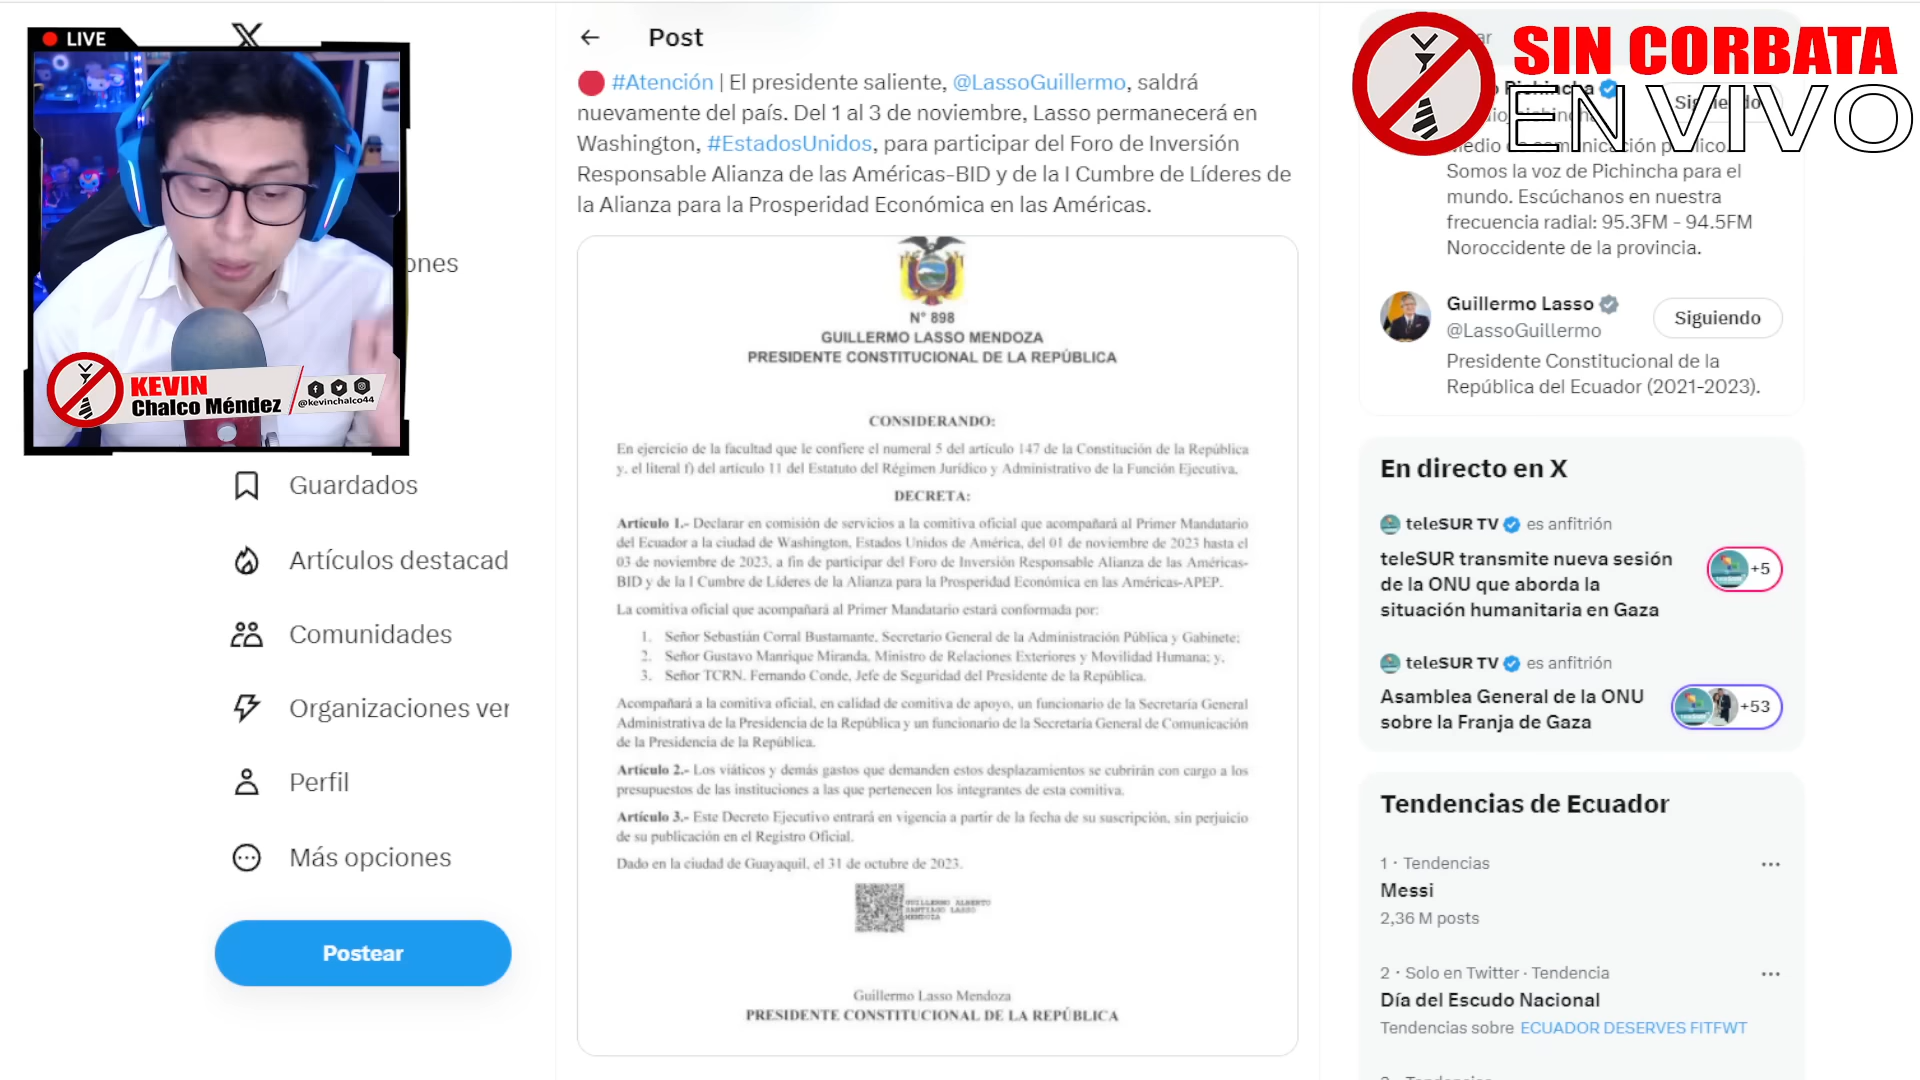 LIVE
KEVIN
Chalco Méndez
@kevinchalco44
ones
Guardados
Artículos destacad
Comunidades
Organizaciones ver
Perfil
Más opciones
Postear
Post
#Atención | El presidente saliente, @LassoGuillermo, saldrá
nuevamente del país. Del 1 al 3 de noviembre, Lasso permanecerá en
Washington, #EstadosUnidos, para participar del Foro de Inversión
Responsable Alianza de las Américas-BID y de la I Cumbre de Líderes de
la Alianza para la Prosperidad Económica en las Américas.
N° 898
GUILLERMO LASSO MENDOZA
PRESIDENTE CONSTITUCIONAL DE LA REPÚBLICA
CONSIDERANDO:
En ejercicio de la facultad que le confiere el numeral 5 del artículo 147 de la Constitución de la República
y, el literal f) del artículo 11 del Estatuto del Régimen Jurídico y Administrativo de la Función Ejecutiva.
DECRETA:
Artículo 1.- Declarar en comisión de servicios a la comitiva oficial que acompañará al Primer Mandatario
del Ecuador a la ciudad de Washington, Estados Unidos de América, del 01 de noviembre de 2023 hasta el
03 de noviembre de 2023, a fin de participar del Foro de Inversión Responsable Alianza de las Américas-
BID y de la I Cumbre de Líderes de la Alianza para la Prosperidad Económica en las Américas-APEP.
La comitiva oficial que acompañará al Primer Mandatario estará conformada por:
1. Señor Sebastián Corral Bustamante, Secretario General de la Administración Pública y Gabinete;
2. Señor Gustavo Manrique Miranda, Ministro de Relaciones Exteriores y Movilidad Humana; y,
3. Señor TCRN. Fernando Conde, Jefe de Seguridad del Presidente de la República.
Acompañará a la comitiva oficial, en calidad de comitiva de apoyo, un funcionario de la Secretaría General
Administrativa de la Presidencia de la República y un funcionario de la Secretaría General de Comunicación
de la Presidencia de la República.
Artículo 2.- Los viáticos y demás gastos que demanden estos desplazamientos se cubrirán con cargo a los
presupuestos de las instituciones a las que pertenecen los integrantes de esta comitiva.
Artículo 3.- Este Decreto Ejecutivo entrará en vigencia a partir de la fecha de su suscripción, sin perjuicio
de su publicación en el Registro Oficial.
Dado en la ciudad de Guayaquil, el 31 de octubre de 2023.
GUILLERMO ALBERTO
SANTIAGO LASSO
MENDOZA
Guillermo Lasso Mendoza
PRESIDENTE CONSTITUCIONAL DE LA REPÚBLICA
SIN CORBATA
EN VIVO
Pichincha
Siguiendo
Medio de comunicación público.
Somos la voz de Pichincha para el
mundo. Escúchanos en nuestra
frecuencia radial: 95.3FM - 94.5FM
Noroccidente de la provincia.
Guillermo Lasso
@LassoGuillermo
Siguiendo
Presidente Constitucional de la
República del Ecuador (2021-2023).
En directo en X
teleSUR TV es anfitrión
teleSUR transmite nueva sesión
de la ONU que aborda la
situación humanitaria en Gaza
+5
teleSUR TV es anfitrión
Asamblea General de la ONU
sobre la Franja de Gaza
+53
Tendencias de Ecuador
1 · Tendencias
Messi
2,36 M posts
2 · Solo en Twitter · Tendencia
Día del Escudo Nacional
Tendencias sobre ECUADOR DESERVES FITFWT